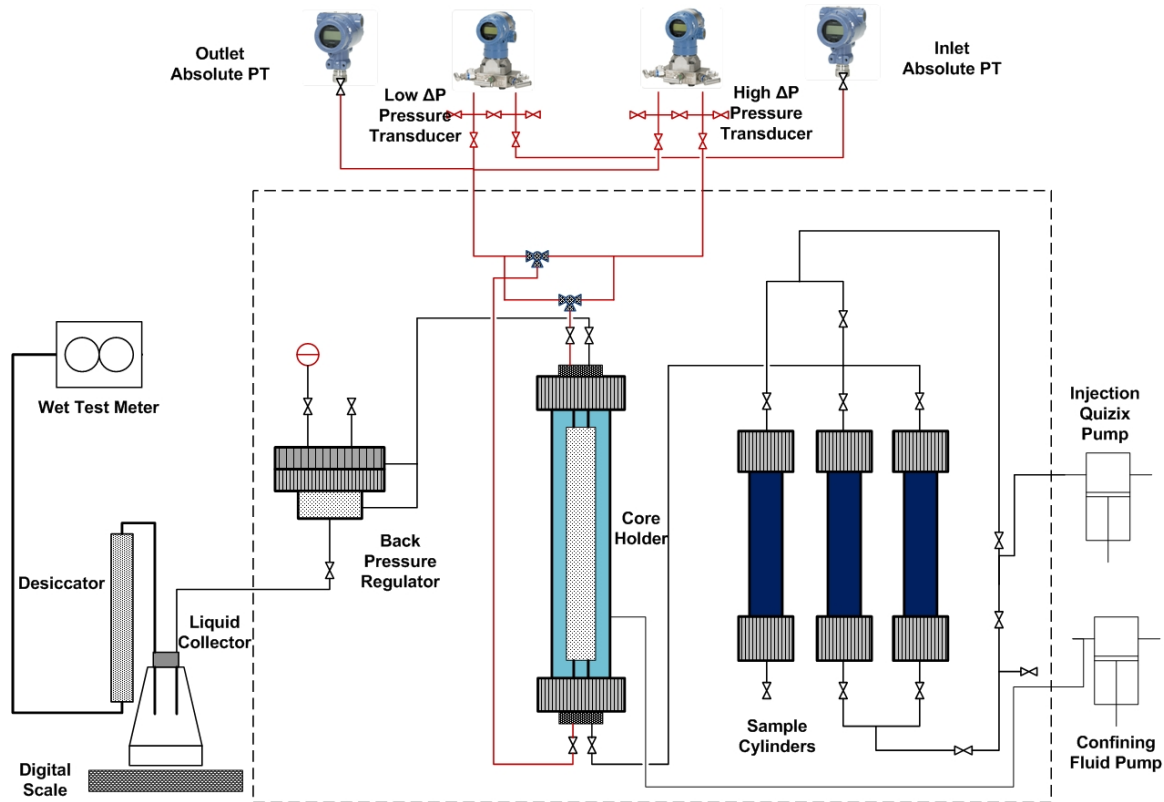 Outlet
Absolute PT
Inlet
Absolute PT
Low ΔP
Pressure
Transducer
High ΔP
Pressure
Transducer
Wet Test Meter
Injection
Quizix
Pump
Core
Holder
Back
Pressure
Regulator
Desiccator
Liquid
Collector
Sample
Cylinders
Confining
Fluid Pump
Digital
Scale